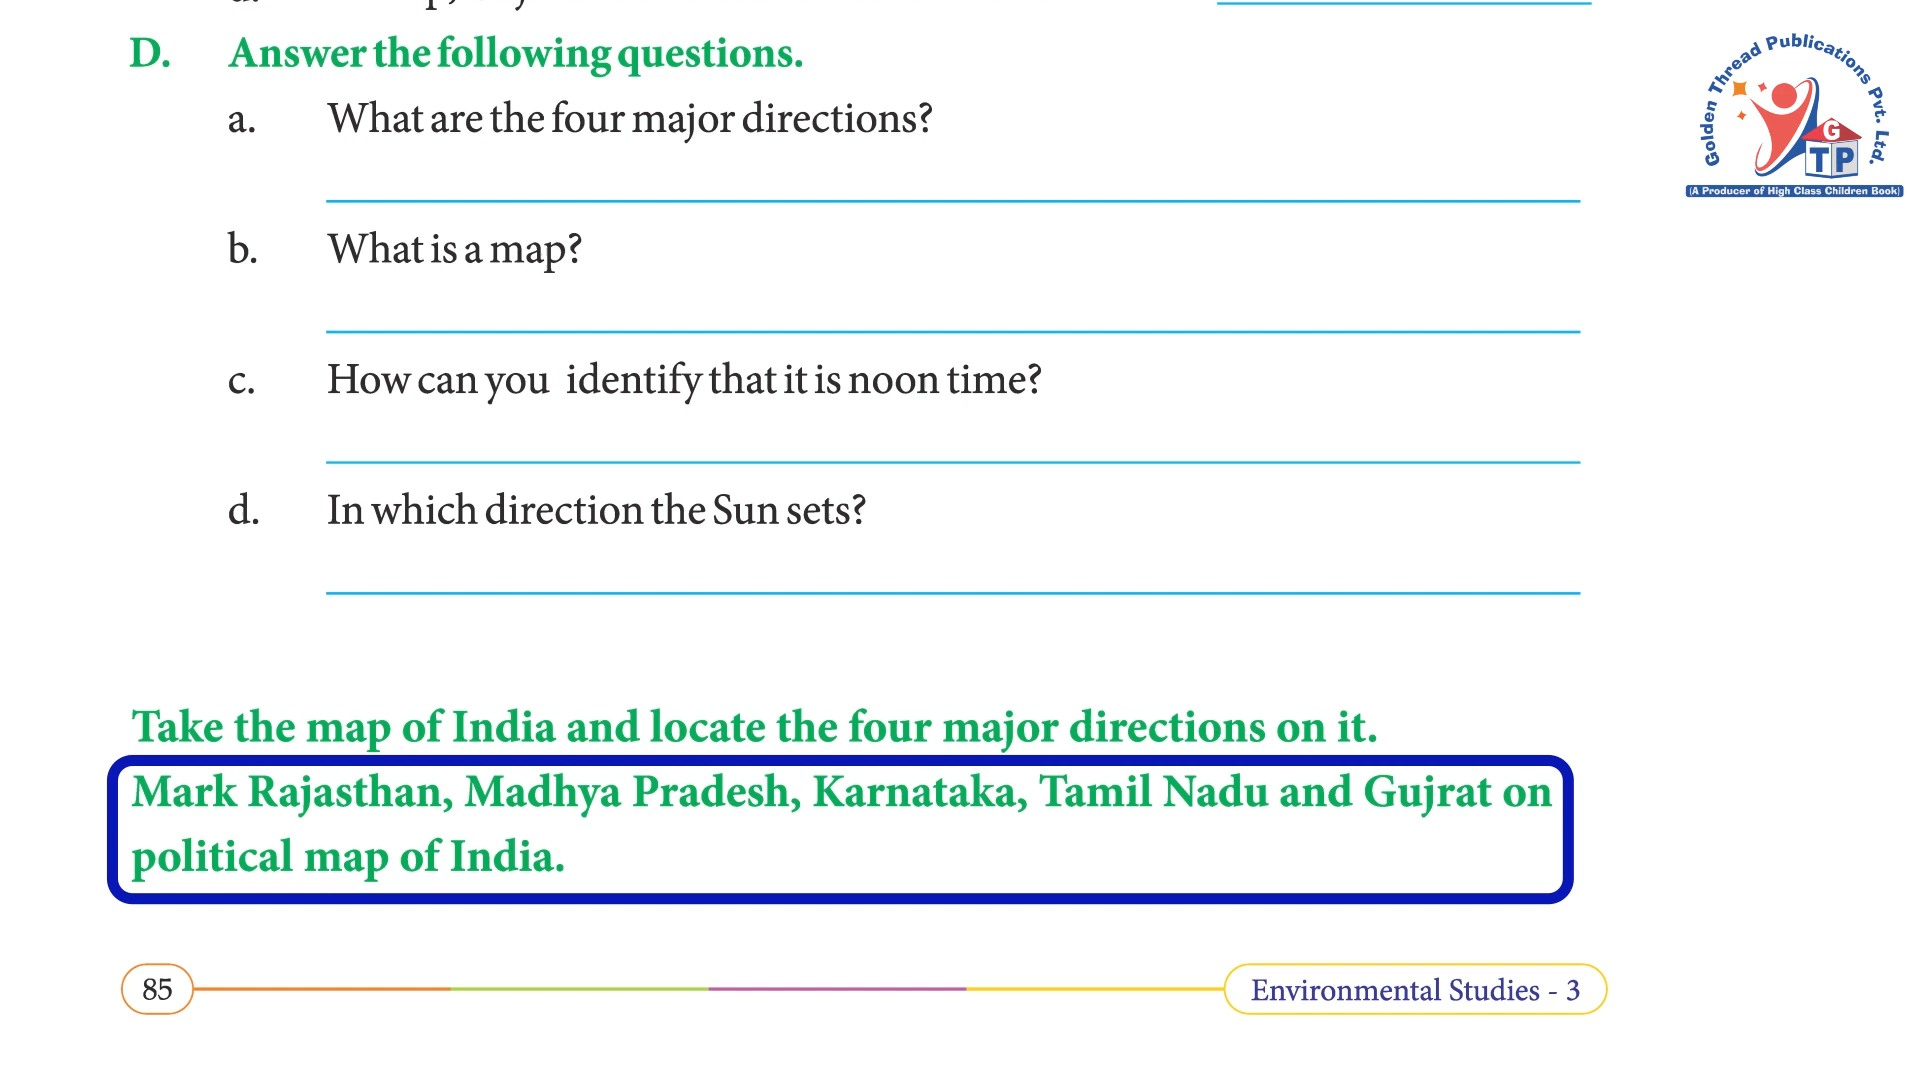 D. Answer the following questions.
a. What are the four major directions?
b. What is a map?
c. How can you identify that it is noon time?
d. In which direction the Sun sets?
Take the map of India and locate the four major directions on it.
Mark Rajasthan, Madhya Pradesh, Karnataka, Tamil Nadu and Gujrat on
political map of India.
85
Environmental Studies - 3
Golden Thread Publications Pvt. Ltd.
G
T P
(A Producer of High Class Children Book)